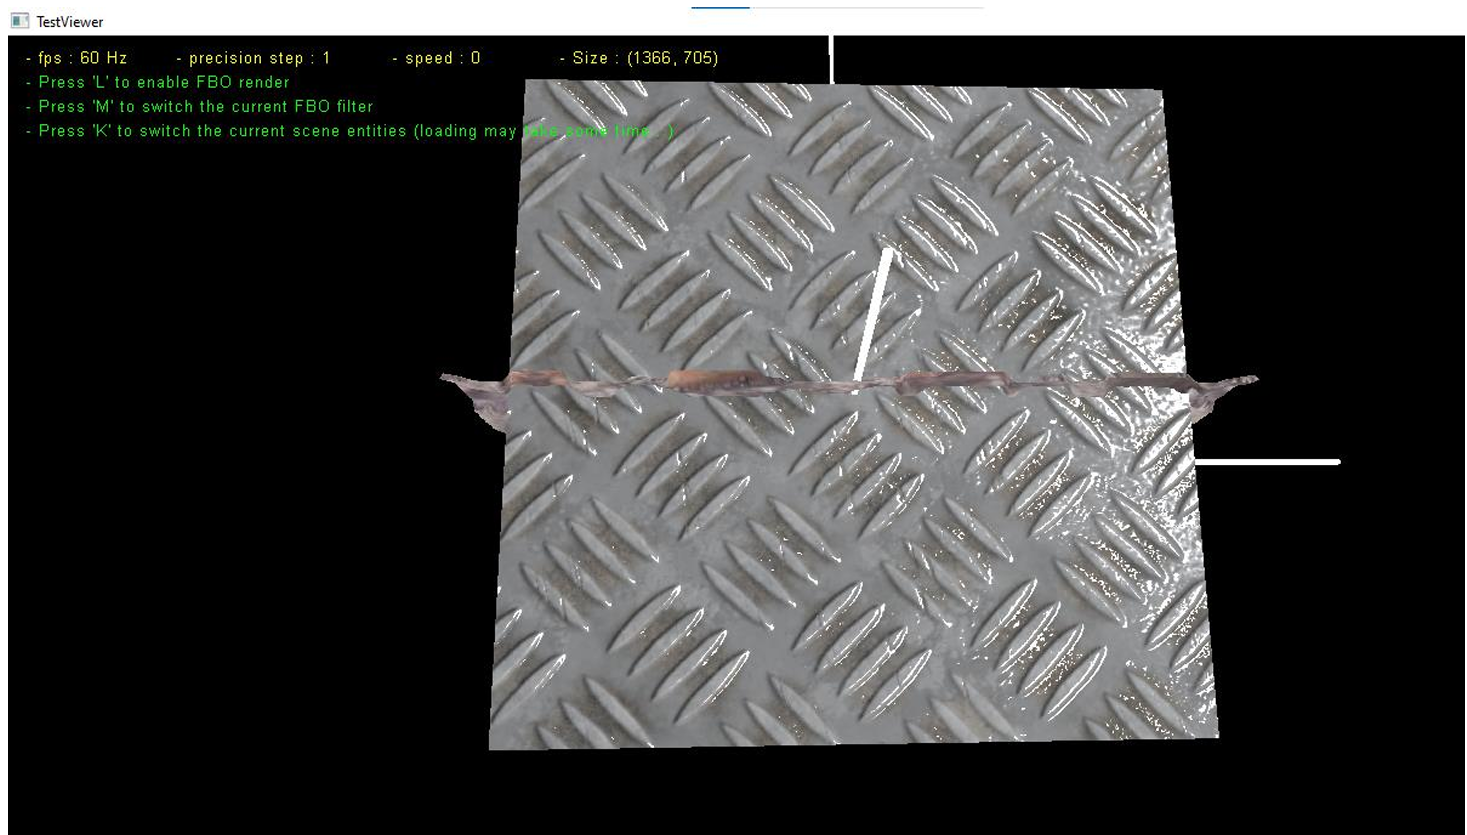 TestViewer
- fps : 60 Hz - precision step : 1 - speed : 0 - Size : (1366, 705)
- Press 'L' to enable FBO render
- Press 'M' to switch the current FBO filter
- Press 'K' to switch the current scene entities (loading may take some time...)